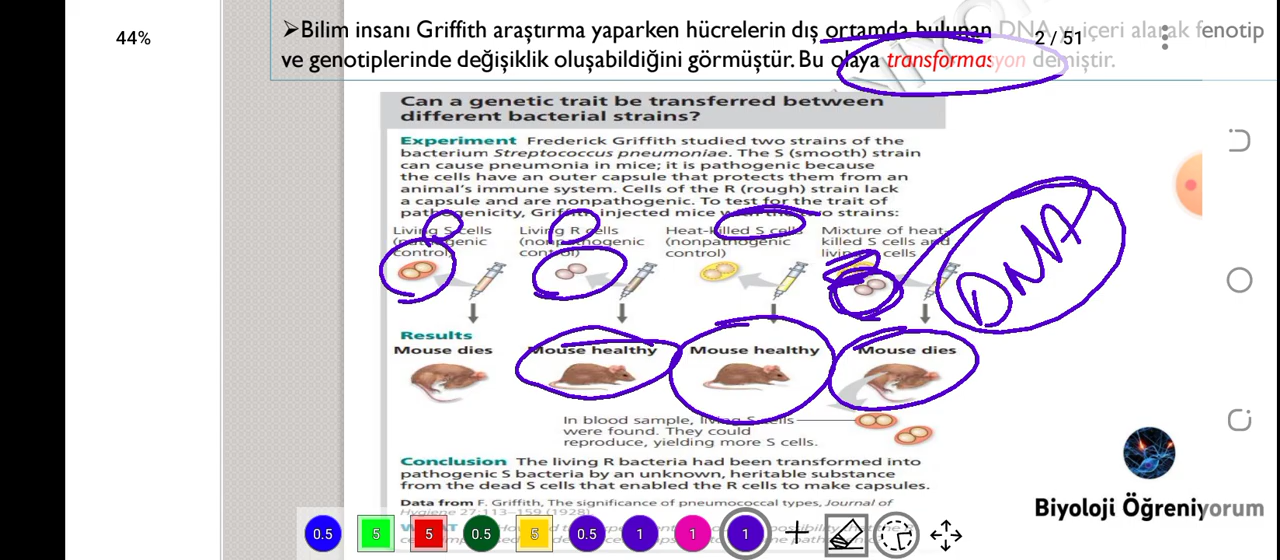 44%
➢Bilim insanı Griffith araştırma yaparken hücrelerin dış ortamda bulunan DNA yı içeri alarak fenotip
2 / 51
ve genotiplerinde değişiklik oluşabildiğini görmüştür. Bu olaya transformasyon demiştir.
Can a genetic trait be transferred between
different bacterial strains?
Experiment Frederick Griffith studied two strains of the
bacterium Streptococcus pneumoniae. The S (smooth) strain
can cause pneumonia in mice; it is pathogenic because
the cells have an outer capsule that protects them from an
animal's immune system. Cells of the R (rough) strain lack
a capsule and are nonpathogenic. To test for the trait of
pathogenicity, Griffith injected mice with the two strains:
Living S cells
(pathogenic
control)
Living R cells
(nonpathogenic
control)
Heat-killed S cells
(nonpathogenic
control)
Mixture of heat-
killed S cells and
living cells
DNA
Results
Mouse dies
Mouse healthy
Mouse healthy
Mouse dies
In blood sample, living S cells
were found. They could
reproduce, yielding more S cells.
Conclusion The living R bacteria had been transformed into
pathogenic S bacteria by an unknown, heritable substance
from the dead S cells that enabled the R cells to make capsules.
Data from F. Griffith, The significance of pneumococcal types, Journal of
Hygiene 27:113–159 (1928).
Biyoloji Öğreniyorum
0.5 5 5 0.5 5 0.5 1 1 1